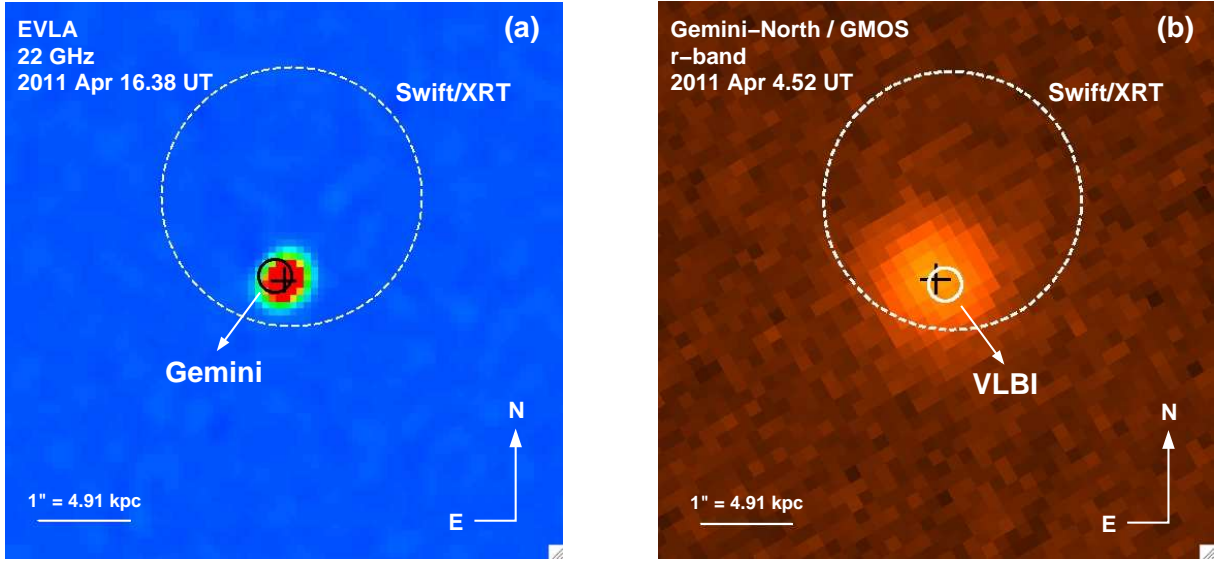 EVLA
22 GHz
2011 Apr 16.38 UT
(a)
Swift/XRT
Gemini
1" = 4.91 kpc
N
E
Gemini−North / GMOS
r−band
2011 Apr 4.52 UT
(b)
Swift/XRT
VLBI
1" = 4.91 kpc
N
E